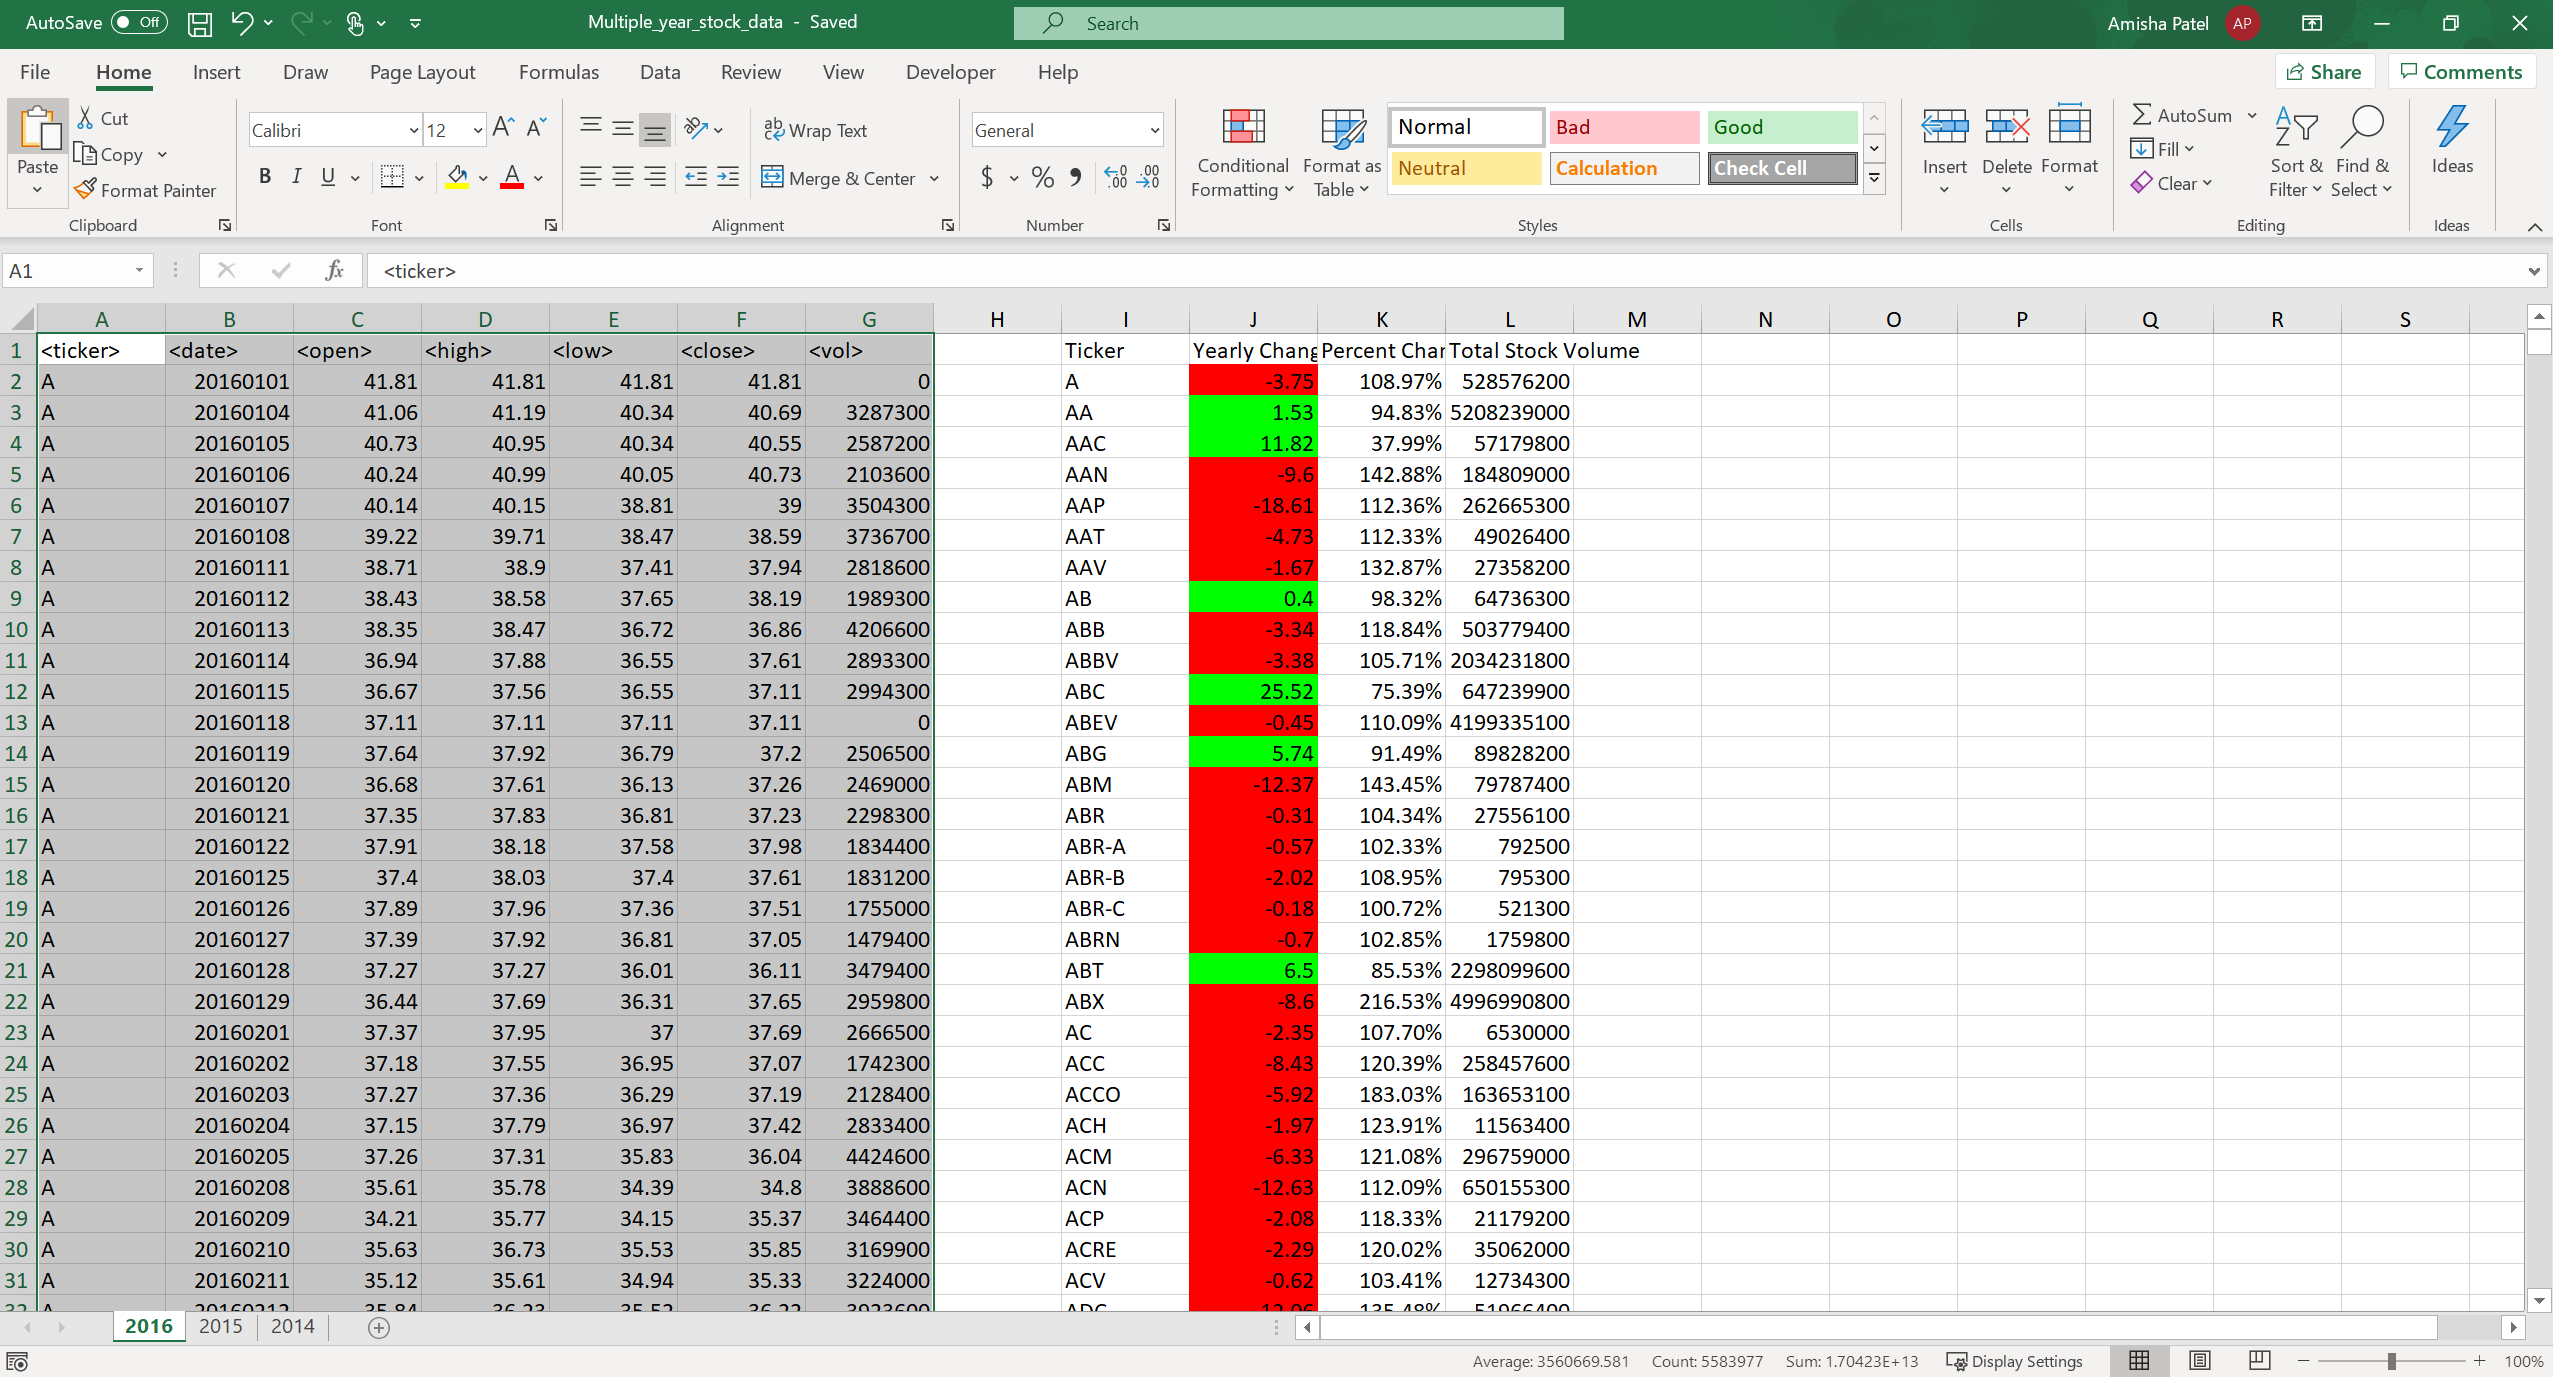 AutoSave Off Multiple_year_stock_data - Saved Search Amisha Patel AP
File Home Insert Draw Page Layout Formulas Data Review View Developer Help Share Comments
Paste Cut Copy Format Painter Clipboard
Calibri 12 B I U A Font
ab Wrap Text Merge & Center Alignment
General $ % , Number
Conditional Formatting Format as Table Normal Bad Good Neutral Calculation Check Cell Styles
Insert Delete Format Cells
AutoSum Fill Clear Sort & Filter Find & Select Editing
Ideas Ideas
A1 fx <ticker>
A B C D E F G H I J K L M N O P Q R S
1 <ticker> <date> <open> <high> <low> <close> <vol> Ticker Yearly Chang Percent Char Total Stock Volume
2 A 20160101 41.81 41.81 41.81 41.81 0 A -3.75 108.97% 528576200
3 A 20160104 41.06 41.19 40.34 40.69 3287300 AA 1.53 94.83% 5208239000
4 A 20160105 40.73 40.95 40.34 40.55 2587200 AAC 11.82 37.99% 57179800
5 A 20160106 40.24 40.99 40.05 40.73 2103600 AAN -9.6 142.88% 184809000
6 A 20160107 40.14 40.15 38.81 39 3504300 AAP -18.61 112.36% 262665300
7 A 20160108 39.22 39.71 38.47 38.59 3736700 AAT -4.73 112.33% 49026400
8 A 20160111 38.71 38.9 37.41 37.94 2818600 AAV -1.67 132.87% 27358200
9 A 20160112 38.43 38.58 37.65 38.19 1989300 AB 0.4 98.32% 64736300
10 A 20160113 38.35 38.47 36.72 36.86 4206600 ABB -3.34 118.84% 503779400
11 A 20160114 36.94 37.88 36.55 37.61 2893300 ABBV -3.38 105.71% 2034231800
12 A 20160115 36.67 37.56 36.55 37.11 2994300 ABC 25.52 75.39% 647239900
13 A 20160118 37.11 37.11 37.11 37.11 0 ABEV -0.45 110.09% 4199335100
14 A 20160119 37.64 37.92 36.79 37.2 2506500 ABG 5.74 91.49% 89828200
15 A 20160120 36.68 37.61 36.13 37.26 2469000 ABM -12.37 143.45% 79787400
16 A 20160121 37.35 37.83 36.81 37.23 2298300 ABR -0.31 104.34% 27556100
17 A 20160122 37.91 38.18 37.58 37.98 1834400 ABR-A -0.57 102.33% 792500
18 A 20160125 37.4 38.03 37.4 37.61 1831200 ABR-B -2.02 108.95% 795300
19 A 20160126 37.89 37.96 37.36 37.51 1755000 ABR-C -0.18 100.72% 521300
20 A 20160127 37.39 37.92 36.81 37.05 1479400 ABRN -0.7 102.85% 1759800
21 A 20160128 37.27 37.27 36.01 36.11 3479400 ABT 6.5 85.53% 2298099600
22 A 20160129 36.44 37.69 36.31 37.65 2959800 ABX -8.6 216.53% 4996990800
23 A 20160201 37.37 37.95 37 37.69 2666500 AC -2.35 107.70% 6530000
24 A 20160202 37.18 37.55 36.95 37.07 1742300 ACC -8.43 120.39% 258457600
25 A 20160203 37.27 37.36 36.29 37.19 2128400 ACCO -5.92 183.03% 163653100
26 A 20160204 37.15 37.79 36.97 37.42 2833400 ACH -1.97 123.91% 11563400
27 A 20160205 37.26 37.31 35.83 36.04 4424600 ACM -6.33 121.08% 296759000
28 A 20160208 35.61 35.78 34.39 34.8 3888600 ACN -12.63 112.09% 650155300
29 A 20160209 34.21 35.77 34.15 35.37 3464400 ACP -2.08 118.33% 21179200
30 A 20160210 35.63 36.73 35.53 35.85 3169900 ACRE -2.29 120.02% 35062000
31 A 20160211 35.12 35.61 34.94 35.33 3224000 ACV -0.62 103.41% 12734300
2016 2015 2014
Average: 3560669.581 Count: 5583977 Sum: 1.70423E+13 Display Settings 100%